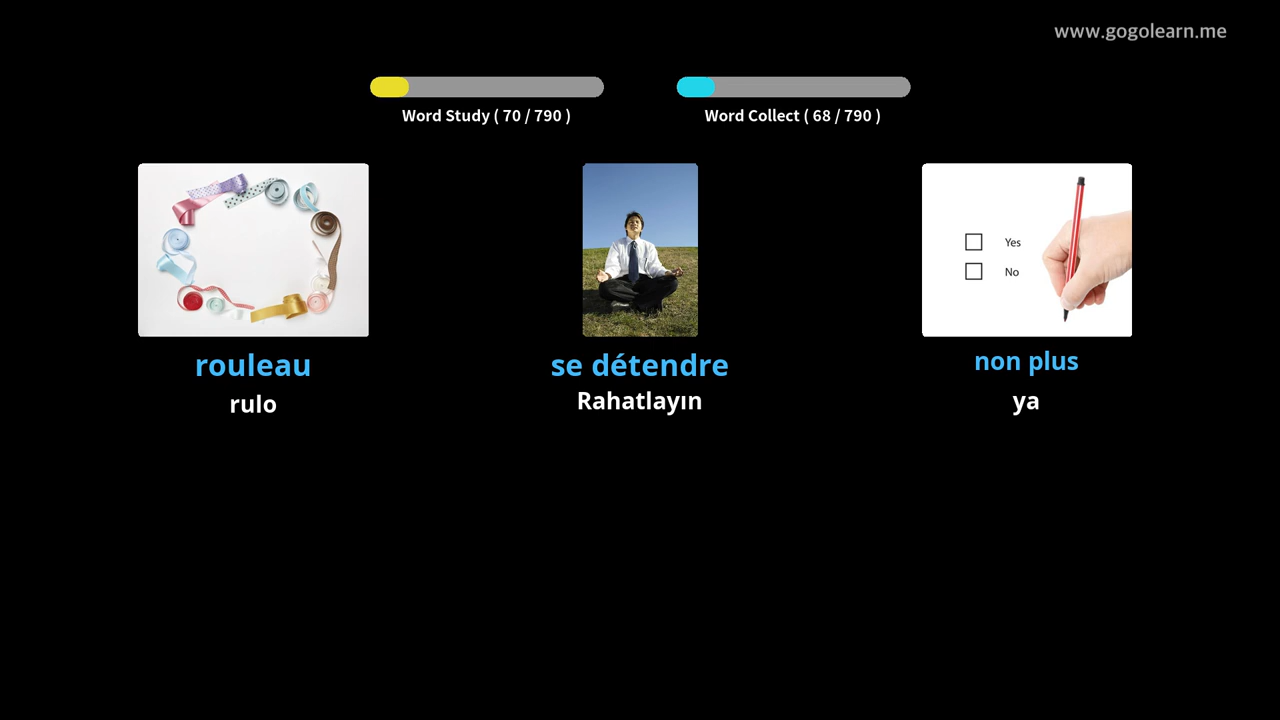 www.gogolearn.me
Word Study ( 70 / 790 )
Word Collect ( 68 / 790 )
Yes
No
rouleau
rulo
se détendre
Rahatlayın
non plus
ya